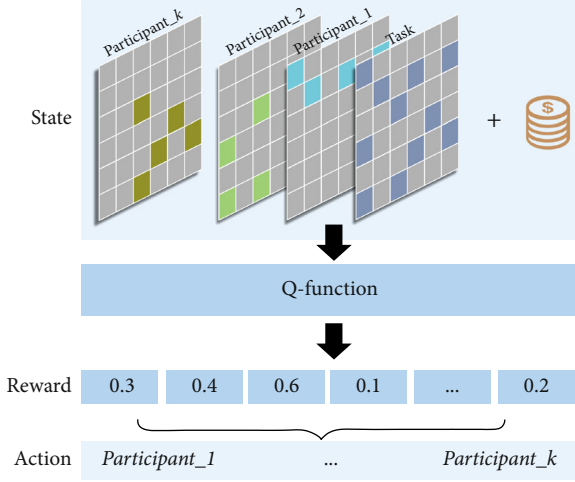 Participant_k
Participant_2
Participant_1
Task
State
+
$
Q-function
Reward
0.3
0.4
0.6
0.1
...
0.2
Action
Participant_1
...
Participant_k